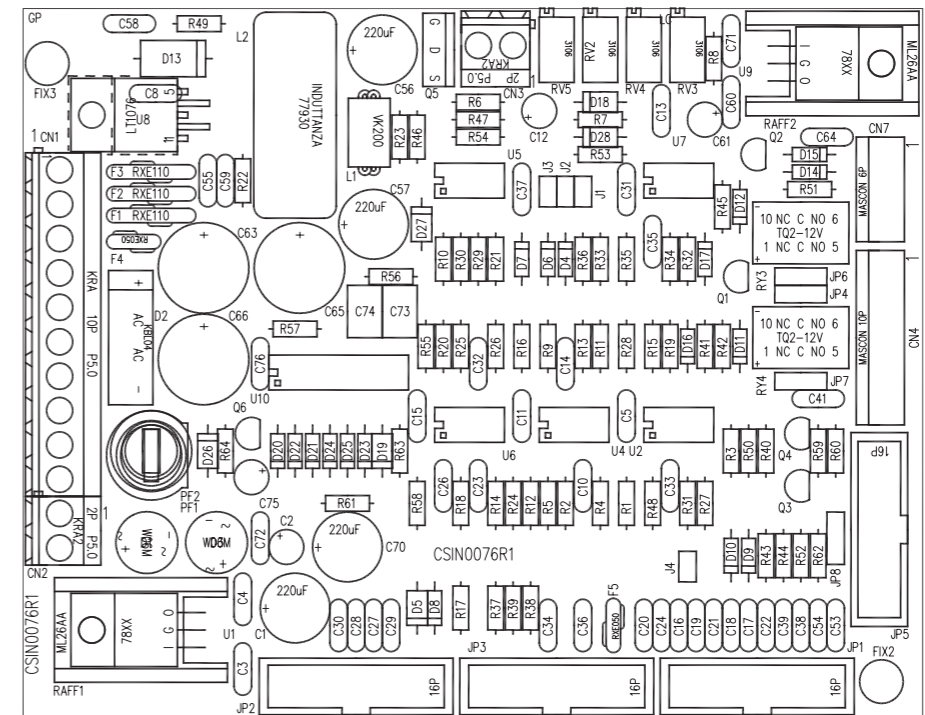 GP
C58
R49
L2
220uF
G D S
KRA2
2P
P5.0
3106
RV2
3106
3106
3106
C71
ML26AA
78XX
I G O
D13
FIX3
C8
L11076
U8
5
11
INDUTTANZA
77930
C56
Q5
CN3
1
RV5
RV4
RV3
R8
U9
R6
R47
R54
C12
D18
R7
D28
R53
C13
U7
C60
C61
RAFF2
Q2
C64
CN7
1 CN1
VK200
R23
R46
L1
U5
C37
J3
J2
J1
C31
D15
D14
R51
MASCON 6P
1
F3 RXE110
F2 RXE110
F1 RXE110
RXE050
F4
C55
C59
R22
C57
220uF
D27
R45
D12
10 NC C NO 6
TQ2-12V
1 NC C NO 5
C63
C35
R10
R30
R29
R21
D7
D6
D4
R36
R33
R35
R34
R32
D17
Q1
RY3
JP6
JP4
1
KRA
10P
P5.0
+
AC
AC
-
KBL04
D2
C66
C65
R56
C74
C73
R57
R55
R20
R25
C32
R26
R16
R9
C14
R13
R11
R28
R15
R19
D16
R41
R42
D11
10 NC C NO 6
TQ2-12V
1 NC C NO 5
MASCON 10P
CN4
C76
U10
RY4
JP7
C41
Q6
C15
C11
C5
U6
U4
U2
D26
R64
D20
D22
D21
D24
D25
D23
D19
R63
R3
R50
R40
Q4
R59
R60
16P
PF2
PF1
C75
R61
R58
C26
R18
C23
R14
R24
R12
R5
R2
C10
R4
R1
R48
C33
R31
R27
Q3
2P
1
KRA2
P5.0
CN2
C72
C2
220uF
C70
CSIN0076R1
J4
D10
D9
R43
R44
R52
R62
JP8
CSIN0076R1
ML26AA
78XX
O
G
I
U1
C4
C3
220uF
C1
C30
C28
C27
C29
D5
D8
R17
R37
R39
R38
C34
C36
F5
RXE050
C20
C24
C16
C19
C21
C18
C17
C22
C39
C38
C54
C53
JP5
RAFF1
JP2
16P
JP3
16P
JP1
16P
FIX2